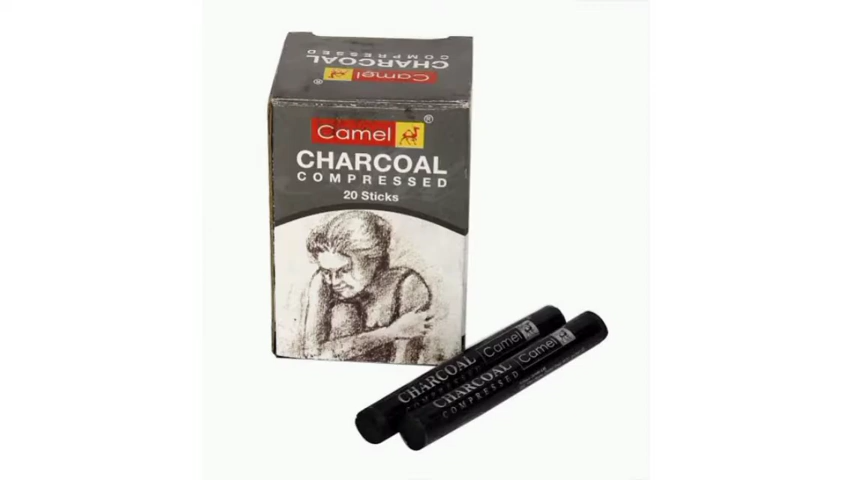 CHARCOAL
COMPRESSED
Camel
®
Camel ®
CHARCOAL
COMPRESSED
20 Sticks
CHARCOAL Camel
COMPRESSED
CHARCOAL Camel
COMPRESSED